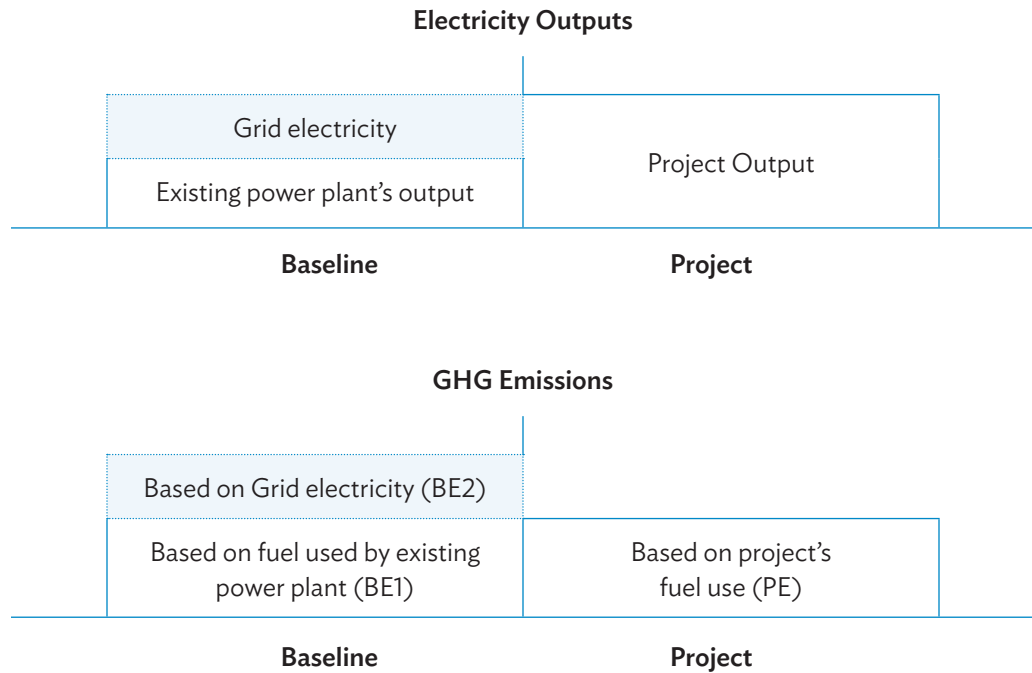 Electricity Outputs
Grid electricity
Existing power plant’s output
Project Output
Baseline
Project
GHG Emissions
Based on Grid electricity (BE2)
Based on fuel used by existing
power plant (BE1)
Based on project’s
fuel use (PE)
Baseline
Project